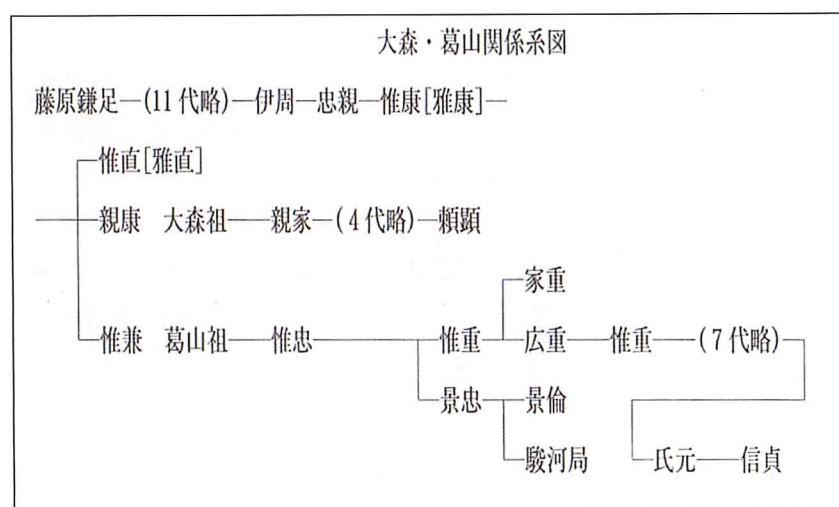 大森・葛山関係系図
藤原鎌足―(11代略)―伊周―忠親―惟康[雅康]―
惟直[雅直]
親康 大森祖―親家―(4代略)―頼顕
家重
惟兼 葛山祖―惟忠―惟重―広重―惟重―(7代略)
景忠―景倫
駿河局 氏元―信貞